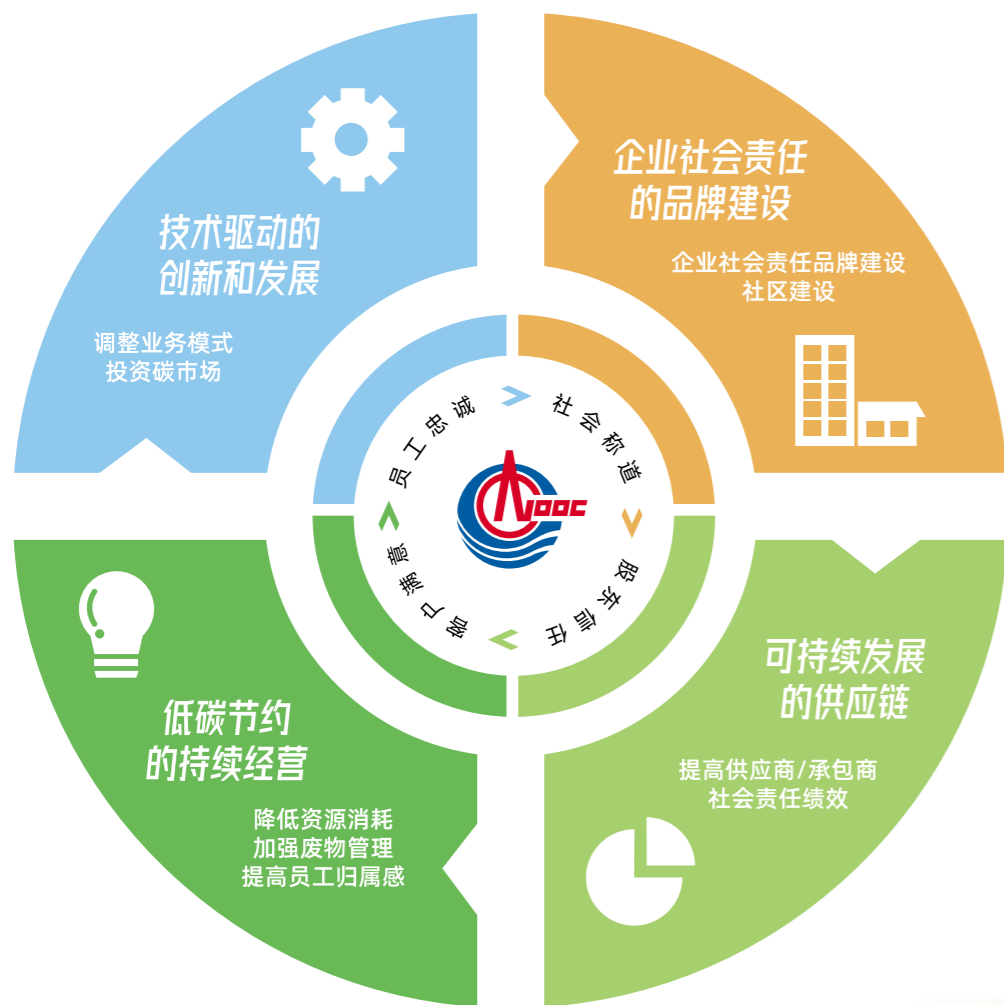 技术驱动的
创新和发展
调整业务模式
投资碳市场
企业社会责任
的品牌建设
企业社会责任品牌建设
社区建设
员工忠诚
社会称道
股东信任
客户满意
NOOC
低碳节约
的持续经营
降低资源消耗
加强废物管理
提高员工归属感
可持续发展
的供应链
提高供应商/承包商
社会责任绩效